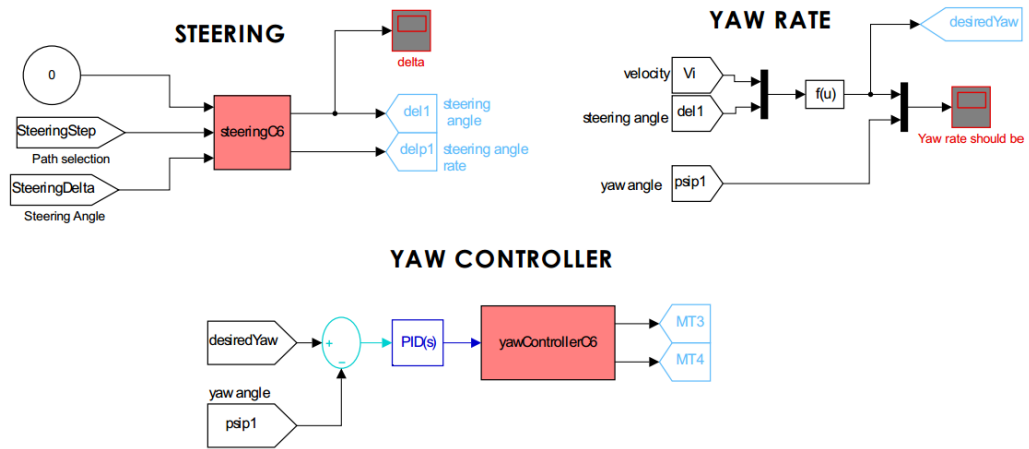 STEERING
0
SteeringStep
Path selection
SteeringDelta
Steering Angle
steeringC6
delta
del1
steering
angle
delp1
steering angle
rate
YAW RATE
desiredYaw
velocity
Vi
steering angle
del1
f(u)
Yaw rate should be
yaw angle
psip1
YAW CONTROLLER
desiredYaw
+
−
yaw angle
psip1
PID(s)
yawControllerC6
MT3
MT4